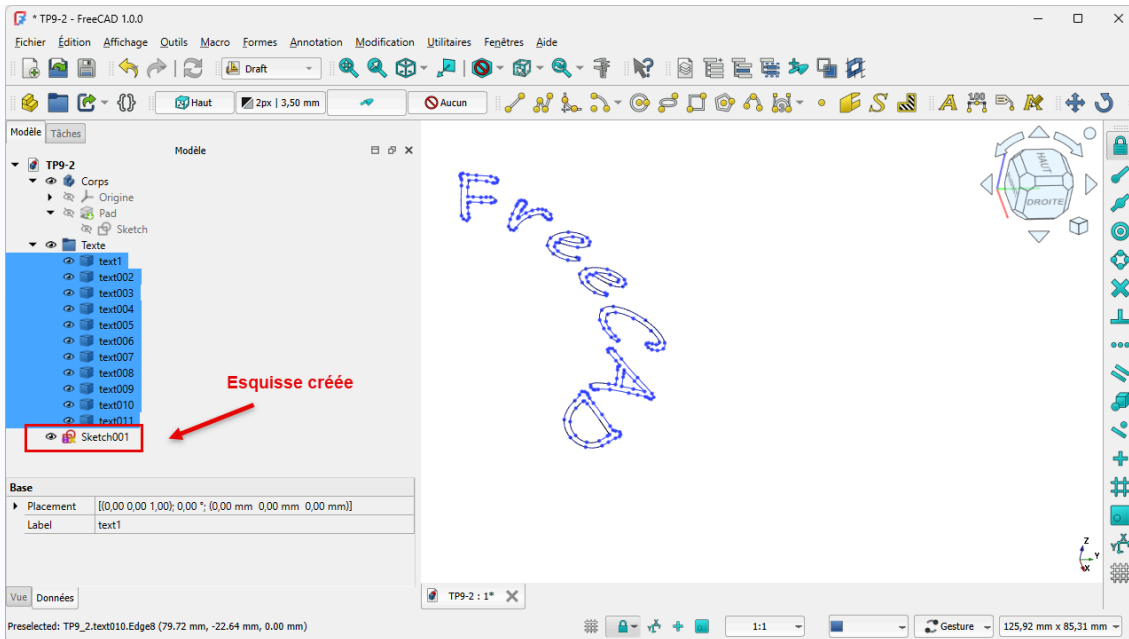 * TP9-2 - FreeCAD 1.0.0
Fichier Édition Affichage Outils Macro Formes Annotation Modification Utilitaires Fenêtres Aide
Draft
Haut 2px | 3,50 mm Aucun
Modèle Tâches
Modèle
TP9-2
Corps
Origine
Pad
Sketch
Texte
text1
text002
text003
text004
text005
text006
text007
text008
text009
text010
text011
Sketch001
Esquisse créée
FreeCAD
HAUT
DROITE
Base
Placement [(0,00 0,00 1,00); 0,00 °; (0,00 mm 0,00 mm 0,00 mm)]
Label text1
Z
Y
X
Vue Données
TP9-2 : 1*
Preselected: TP9_2.text010.Edge8 (79.72 mm, -22.64 mm, 0.00 mm)
1:1
Gesture
125,92 mm x 85,31 mm